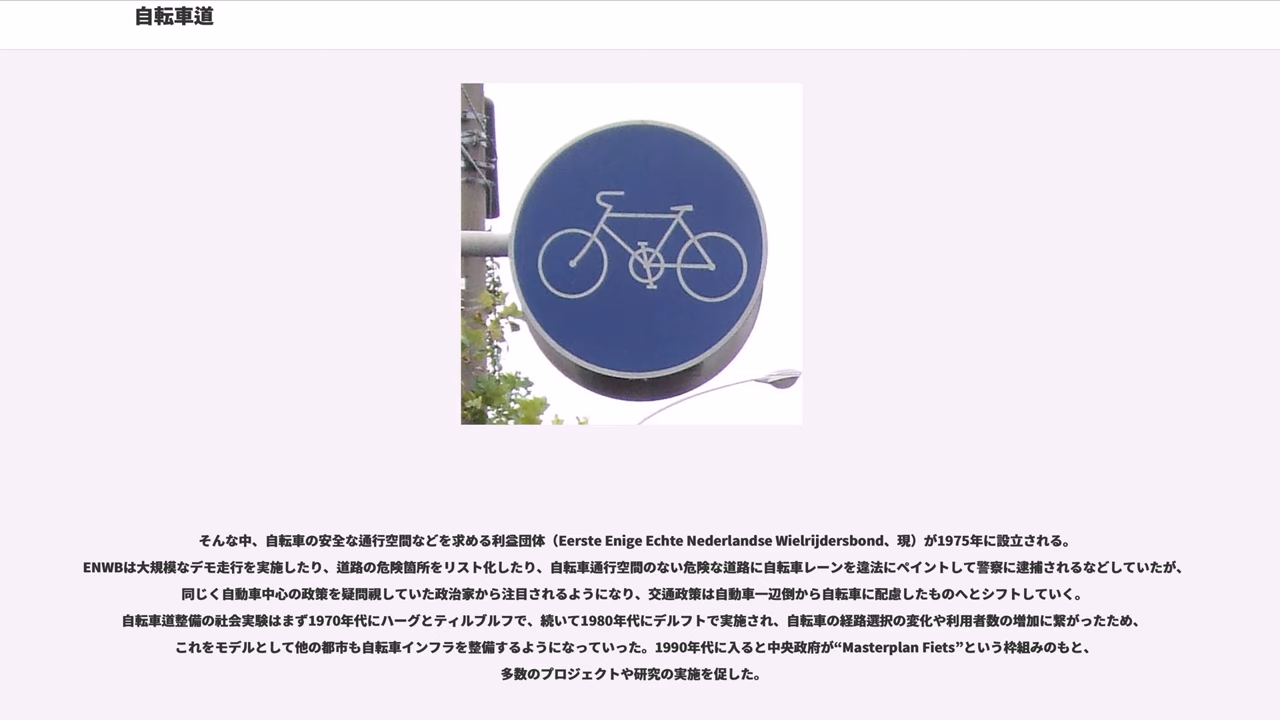 自転車道
そんな中、自転車の安全な通行空間などを求める利益団体（Eerste Enige Echte Nederlandse Wielrijdersbond、現）が1975年に設立される。
ENWBは大規模なデモ走行を実施したり、道路の危険箇所をリスト化したり、自転車通行空間のない危険な道路に自転車レーンを違法にペイントして警察に逮捕されるなどしていたが、
同じく自動車中心の政策を疑問視していた政治家から注目されるようになり、交通政策は自動車一辺倒から自転車に配慮したものへとシフトしていく。
自転車道整備の社会実験はまず1970年代にハーグとティルブルフで、続いて1980年代にデルフトで実施され、自転車の経路選択の変化や利用者数の増加に繋がったため、
これをモデルとして他の都市も自転車インフラを整備するようになっていった。1990年代に入ると中央政府が“Masterplan Fiets”という枠組みのもと、
多数のプロジェクトや研究の実施を促した。